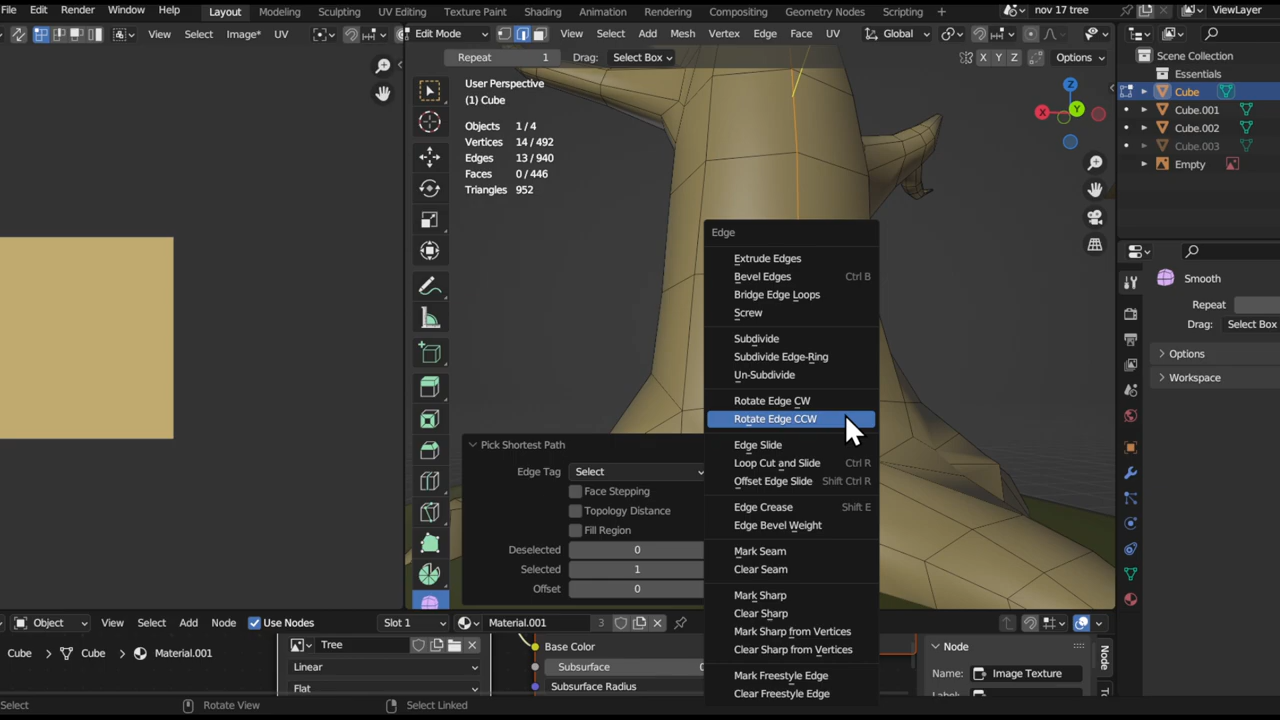 File Edit Render Window Help Layout Modeling Sculpting UV Editing Texture Paint Shading Animation Rendering Compositing Geometry Nodes Scripting + nov 17 tree ViewLayer
View Select Image* UV Edit Mode View Select Add Mesh Vertex Edge Face UV Global
Repeat 1 Drag: Select Box X Y Z Options
User Perspective
(1) Cube
Objects 1 / 4
Vertices 14 / 492
Edges 13 / 940
Faces 0 / 446
Triangles 952
Z
X
Y
Scene Collection
Essentials
Cube
Cube.001
Cube.002
Cube.003
Empty
Smooth
Repeat
Drag: Select Box
Options
Workspace
Edge
Extrude Edges
Bevel Edges Ctrl B
Bridge Edge Loops
Screw
Subdivide
Subdivide Edge-Ring
Un-Subdivide
Rotate Edge CW
Rotate Edge CCW
Edge Slide
Loop Cut and Slide Ctrl R
Offset Edge Slide Shift Ctrl R
Edge Crease Shift E
Edge Bevel Weight
Mark Seam
Clear Seam
Mark Sharp
Clear Sharp
Mark Sharp from Vertices
Clear Sharp from Vertices
Mark Freestyle Edge
Clear Freestyle Edge
Pick Shortest Path
Edge Tag Select
Face Stepping
Topology Distance
Fill Region
Deselected 0
Selected 1
Offset 0
Object View Select Add Node Use Nodes Slot 1 Material.001 3
Cube Cube Material.001
Tree
Linear
Flat
Base Color
Subsurface
Subsurface Radius
Node
Name: Image Texture
Node
Select Rotate View Select Linked